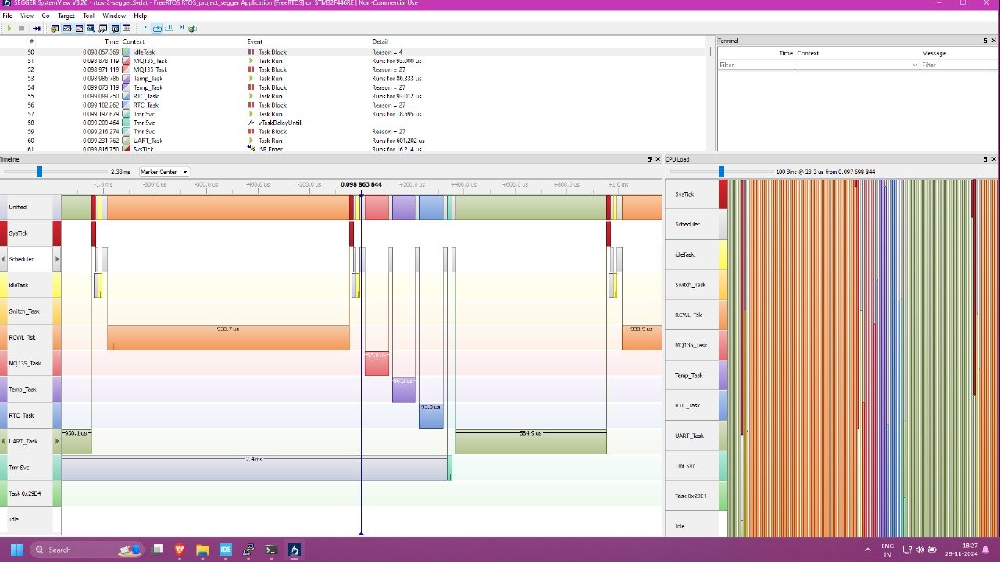 SEGGER SystemView V3.20 - rtos-2-segger.SVdat - FreeRTOS RTOS_project_segger Application [FreeRTOS] on STM32F446RE | Non-Commercial Use
File View Go Target Tool Window Help
# Time Context Event Detail
50 0.098 857 369 idleTask Task Block Reason = 4
51 0.098 878 119 MQ135_Task Task Run Runs for 93.000 us
52 0.098 971 119 MQ135_Task Task Block Reason = 27
53 0.098 986 786 Temp_Task Task Run Runs for 86.333 us
54 0.099 073 119 Temp_Task Task Block Reason = 27
55 0.099 089 250 RTC_Task Task Run Runs for 93.012 us
56 0.099 182 262 RTC_Task Task Block Reason = 27
57 0.099 197 679 Tmr Svc Task Run Runs for 18.595 us
58 0.099 209 464 Tmr Svc vTaskDelayUntil
59 0.099 216 274 Tmr Svc Task Block Reason = 27
60 0.099 231 762 UART_Task Task Run Runs for 601.202 us
61 0.099 816 750 SysTick ISR Enter Runs for 16.214 us
Terminal
Time Context Message
Filter Filter
Timeline
2.33 ms Marker Center
-1.0 ms -800.0 us -600.0 us -400.0 us -200.0 us 0.098 863 844 +200.0 us +400.0 us +600.0 us +800.0 us +1.0 ms
Unified
SysTick
Scheduler
idleTask
Switch_Task
RCWL_Tsk 938.7 us 938.9 us
MQ135_Task 93.0 us
Temp_Task 86.3 us
RTC_Task 93.0 us
UART_Task 930.1 us 584.9 us
Tmr Svc 2.4 ms
Task 0x29E4
Idle
CPU Load
100 Bins @ 23.3 us from 0.097 698 844
SysTick
Scheduler
idleTask
Switch_Task
RCWL_Tsk
MQ135_Task
Temp_Task
RTC_Task
UART_Task
Tmr Svc
Task 0x29E4
Idle
Search
IDE
ENG
IN
18:27
29-11-2024